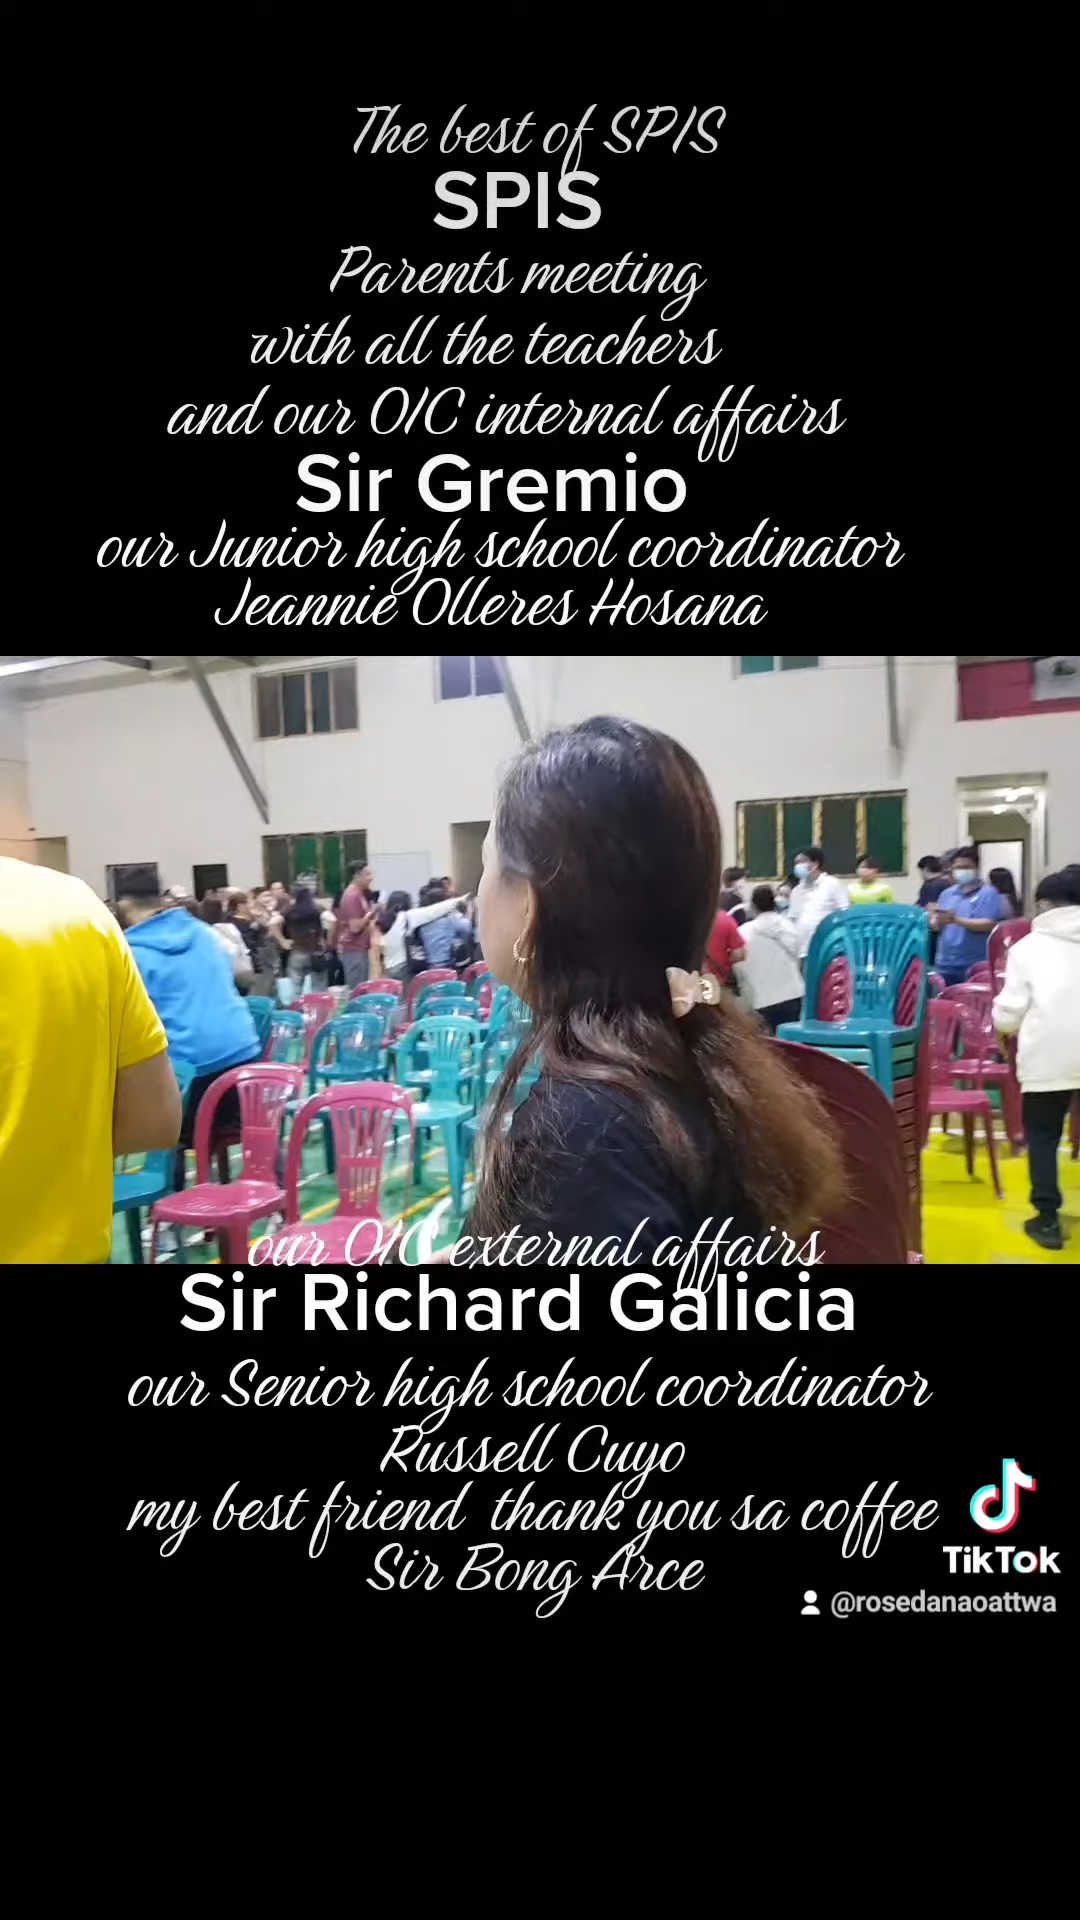 The best of SPIS
SPIS
Parents meeting
with all the teachers
and our OIC internal affairs
Sir Gremio
our Junior high school coordinator
Jeannie Olleres Hosana
our OIC external affairs
Sir Richard Galicia
our Senior high school coordinator
Russell Cuyo
my best friend thank you sa coffee
Sir Bong Arce
TikTok
@rosedanaoattwa